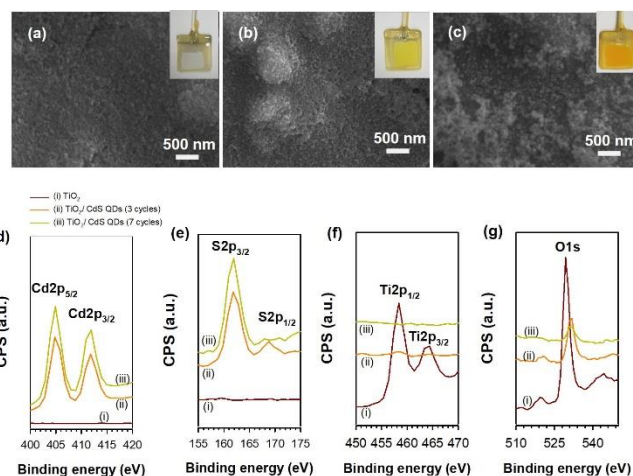 (a)
(b)
(c)
500 nm
500 nm
500 nm
(i) TiO2
(ii) TiO2/ CdS QDs (3 cycles)
(iii) TiO2/ CdS QDs (7 cycles)
d)
(e)
(f)
(g)
Cd2p5/2
Cd2p3/2
(iii)
(ii)
(i)
400 405 410 415 420
Binding energy (eV)
S2p3/2
S2p1/2
CPS (a.u.)
(iii)
(ii)
(i)
155 160 165 170 175
Binding energy (eV)
Ti2p1/2
Ti2p3/2
CPS (a.u.)
(iii)
(ii)
(i)
450 455 460 465 470
Binding energy (eV)
O1s
CPS (a.u.)
(iii)
(ii)
(i)
510 520 530 540
Binding energy (eV)